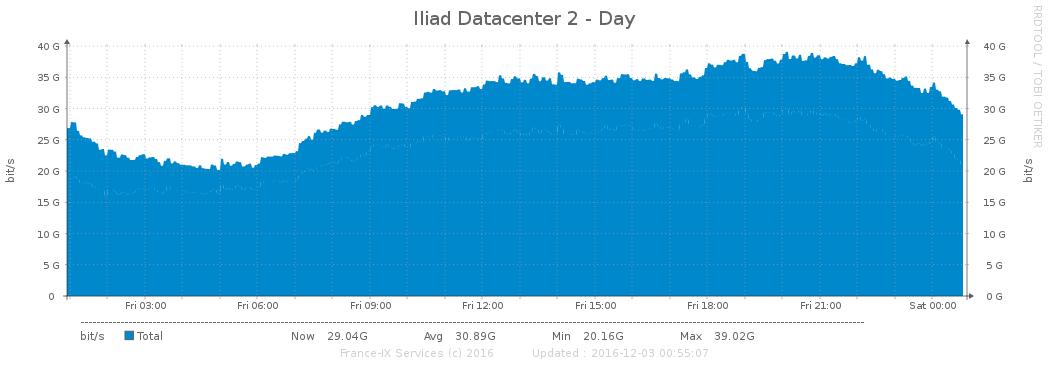 Iliad Datacenter 2 - Day
RRDTOOL / TOBI OETIKER
40 G 40 G
35 G 35 G
30 G 30 G
25 G 25 G
20 G 20 G
15 G 15 G
10 G 10 G
5 G 5 G
0 0 G
bit/s bit/s
Fri 03:00 Fri 06:00 Fri 09:00 Fri 12:00 Fri 15:00 Fri 18:00 Fri 21:00 Sat 00:00
bit/s Total Now 29.04G Avg 30.89G Min 20.16G Max 39.02G
France-IX Services (c) 2016 Updated : 2016-12-03 00:55:07